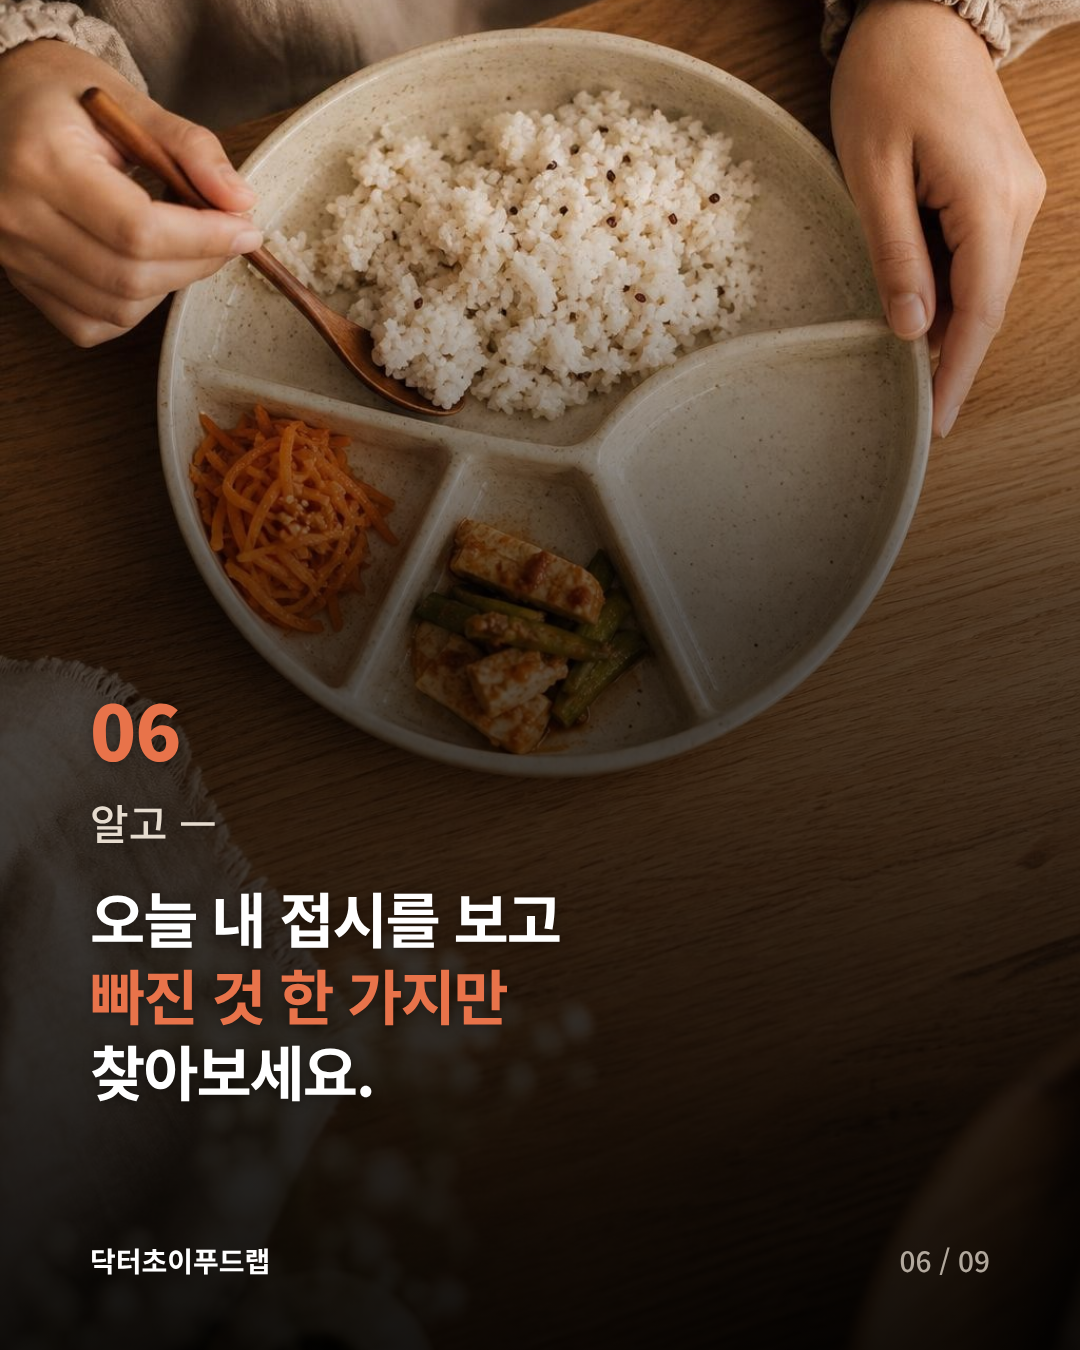 06
알고 —
오늘 내 접시를 보고
빠진 것 한 가지만
찾아보세요.
닥터초이푸드랩
06 / 09